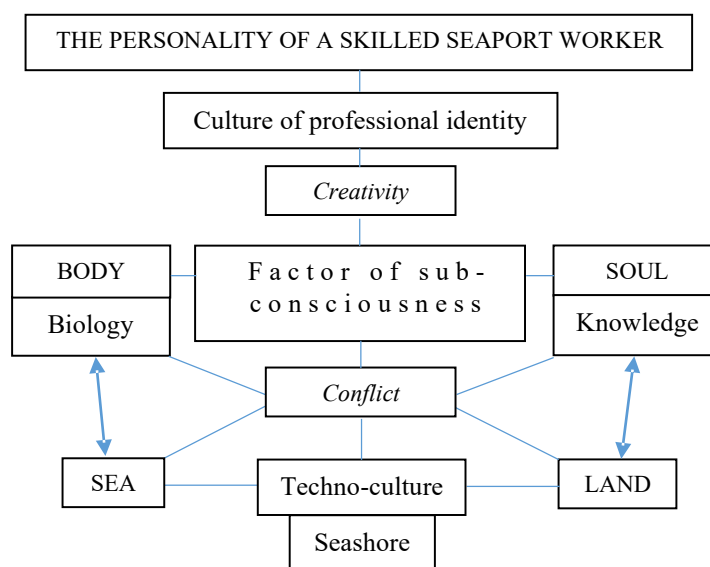 THE PERSONALITY OF A SKILLED SEAPORT WORKER
Culture of professional identity
Creativity
BODY
Factor of sub-
consciousness
SOUL
Biology
Knowledge
Conflict
SEA
Techno-culture
LAND
Seashore